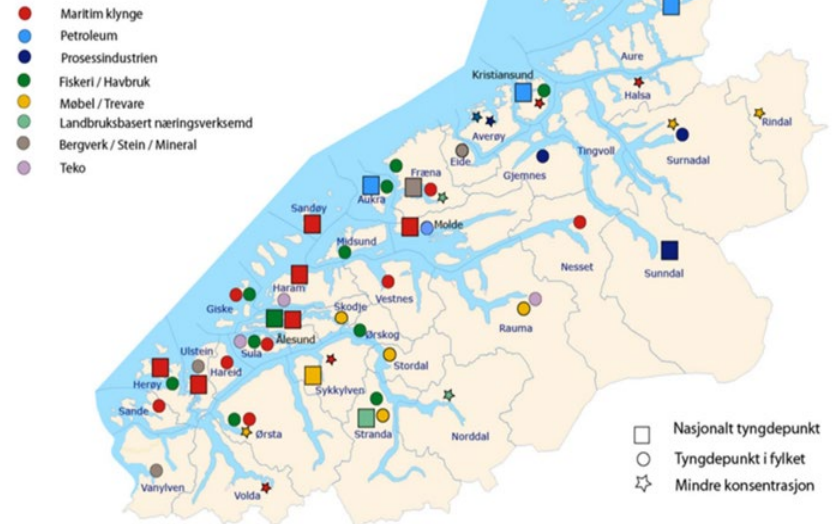 Maritim klynge
Petroleum
Prosessindustrien
Fiskeri / Havbruk
Møbel / Trevare
Landbruksbasert næringsverksemd
Bergverk / Stein / Mineral
Teko
Aure
Kristiansund
Halsa
Rindal
Averøy
Tingvoll
Surnadal
Eide
Gjemnes
Fræna
Aukra
Sandøy
Molde
Midsund
Nesset
Sunndal
Haram
Vestnes
Giske
Skodje
Rauma
Ørskog
Ålesund
Sula
Ulstein
Hareid
Stordal
Herøy
Sykkylven
Sande
Ørsta
Stranda
Norddal
Vanylven
Volda
Nasjonalt tyngdepunkt
Tyngdepunkt i fylket
Mindre konsentrasjon